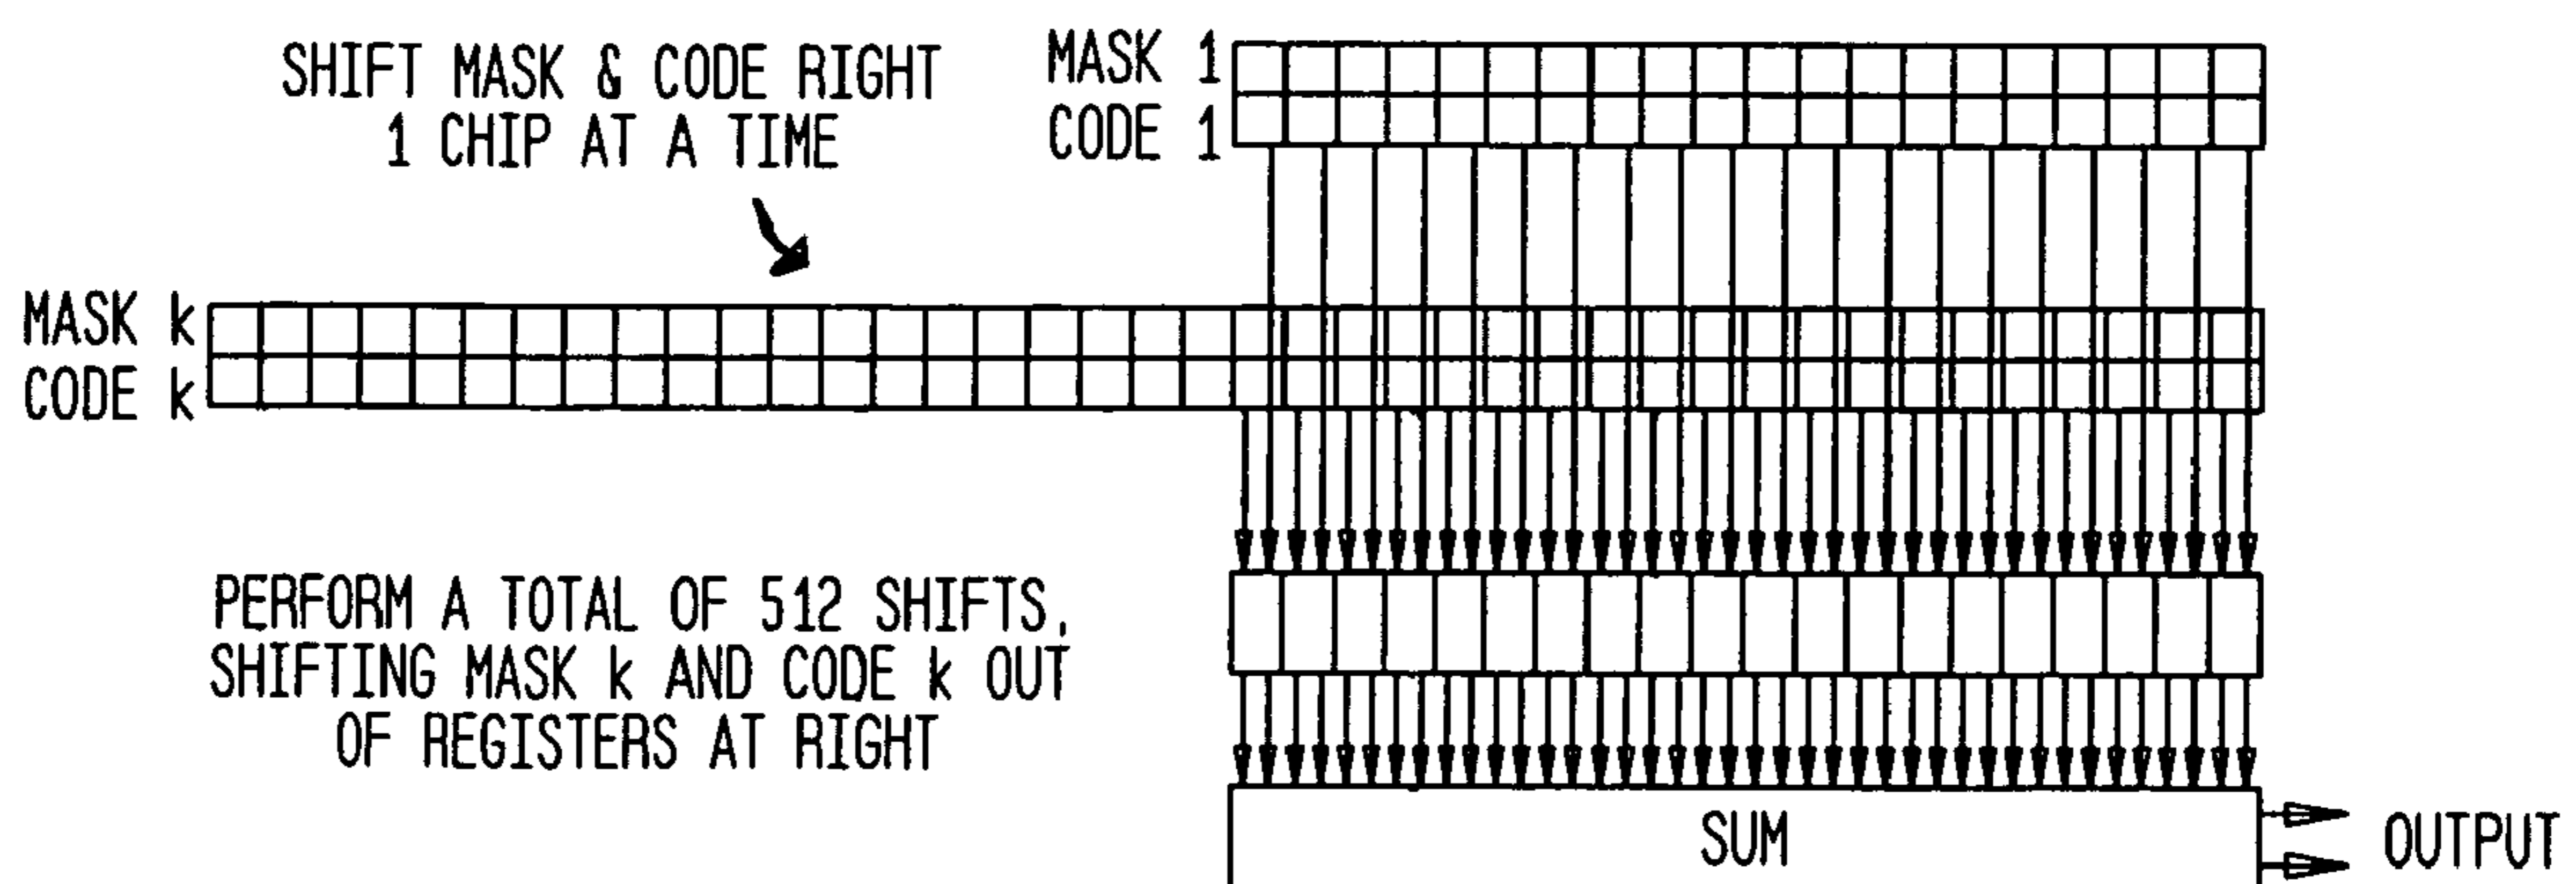 SHIFT MASK & CODE RIGHT
1 CHIP AT A TIME
MASK 1
CODE 1
MASK k
CODE k
PERFORM A TOTAL OF 512 SHIFTS,
SHIFTING MASK k AND CODE k OUT
OF REGISTERS AT RIGHT
SUM
OUTPUT